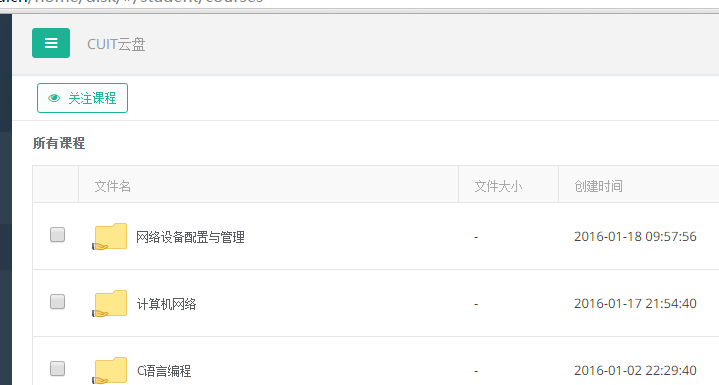 /home/disk/#/student/courses
CUIT云盘
关注课程
所有课程
文件名 文件大小 创建时间
网络设备配置与管理 - 2016-01-18 09:57:56
计算机网络 - 2016-01-17 21:54:40
C语言编程 - 2016-01-02 22:29:40